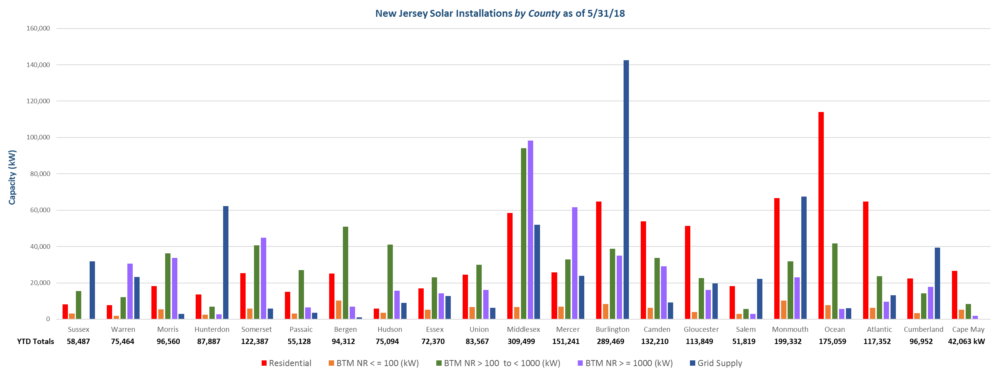 New Jersey Solar Installations by County as of 5/31/18
160,000
140,000
120,000
100,000
80,000
60,000
40,000
20,000
0
Capacity (kW)
Sussex Warren Morris Hunterdon Somerset Passaic Bergen Hudson Essex Union Middlesex Mercer Burlington Camden Gloucester Salem Monmouth Ocean Atlantic Cumberland Cape May
YTD Totals 58,487 75,464 96,560 87,887 122,387 55,128 94,312 75,094 72,370 83,567 309,499 151,241 289,469 132,210 113,849 51,819 199,332 175,059 117,352 96,952 42,063 kW
Residential BTM NR < = 100 (kW) BTM NR > 100 to < 1000 (kW) BTM NR > = 1000 (kW) Grid Supply